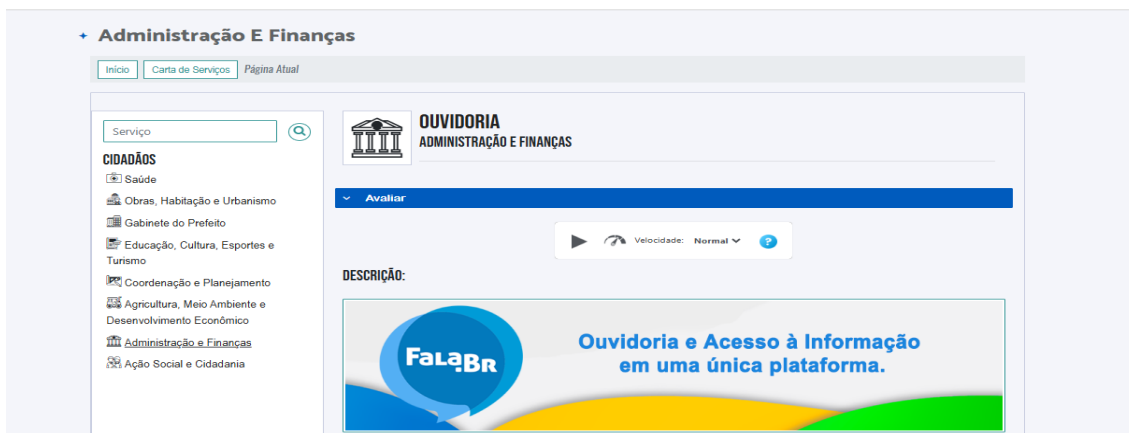 Administração E Finanças
Início Carta de Serviços Página Atual
Serviço
CIDADÃOS
Saúde
Obras, Habitação e Urbanismo
Gabinete do Prefeito
Educação, Cultura, Esportes e
Turismo
Coordenação e Planejamento
Agricultura, Meio Ambiente e
Desenvolvimento Econômico
Administração e Finanças
Ação Social e Cidadania
OUVIDORIA
ADMINISTRAÇÃO E FINANÇAS
Avaliar
Velocidade: Normal ?
DESCRIÇÃO:
FALA.BR
Ouvidoria e Acesso à Informação
em uma única plataforma.